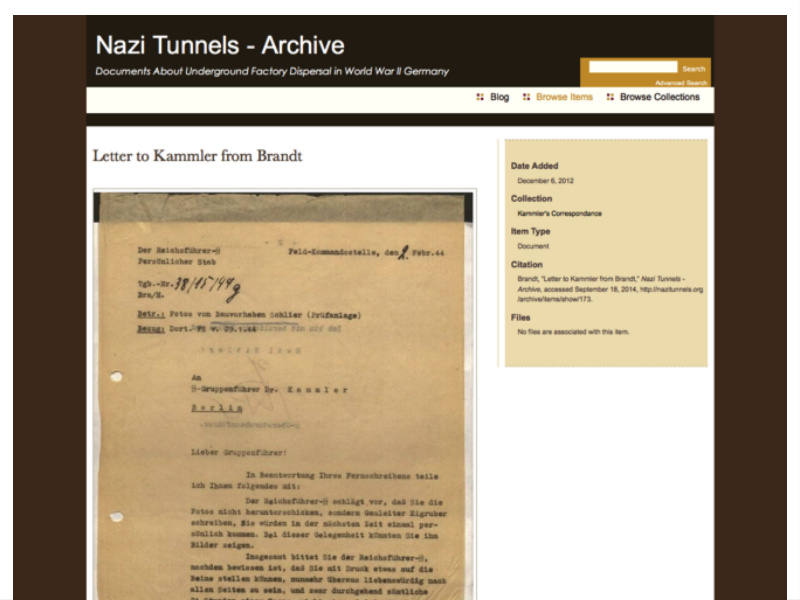 Nazi Tunnels - Archive
Documents About Underground Factory Dispersal in World War II Germany
Search
Advanced Search
Blog
Browse Items
Browse Collections
Letter to Kammler from Brandt
Der Reichsführer-SS
Persönlicher Stab
Feld-Kommandostelle, den 2. Febr.44
Tgb.-Nr. 38/15/44g
Bra/H.
Betr.: Fotos von Bauvorhaben Schlier (Prüfanlage)
Bezug: Dort. FS v. 09.1.44
An
SS-Gruppenführer Dr. Kammler
Berlin
Lieber Gruppenführer!
In Beantwortung Ihres Fernschreibens teile
ich Ihnen folgendes mit:
Der Reichsführer-SS schlägt vor, daß Sie die
Fotos nicht herunterschicken, sondern Gauleiter Eigruber
schreiben, Sie würden in der nächsten Zeit einmal per-
sönlich kommen. Bei dieser Gelegenheit könnten Sie ihm
Bilder zeigen.
Insgesamt bittet Sie der Reichsführer-SS,
nachdem bewiesen ist, daß Sie mit Druck etwas auf die
Beine stellen können, nunmehr überaus liebenswürdig nach
allen Seiten zu sein, und zwar durchgehend sämtliche
Date Added
December 6, 2012
Collection
Kammler's Correspondance
Item Type
Document
Citation
Brandt, "Letter to Kammler from Brandt," Nazi Tunnels -
Archive, accessed September 18, 2014, http://nazitunnels.org
/archive/items/show/173.
Files
No files are associated with this item.